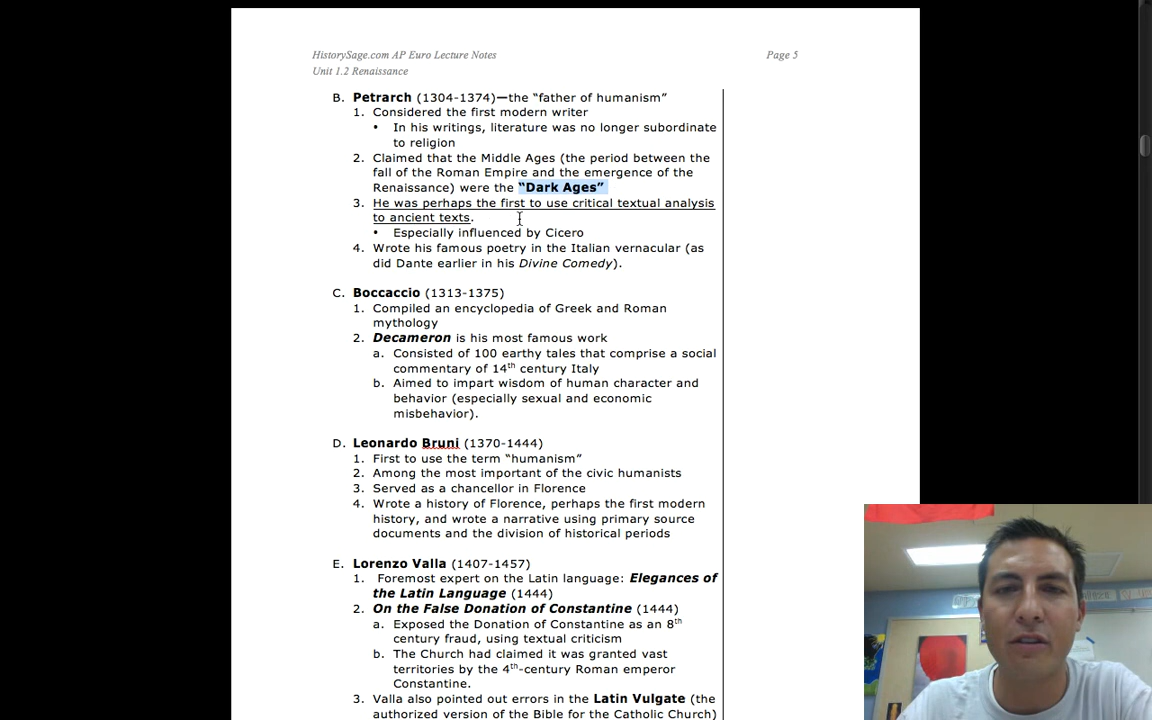 HistorySage.com AP Euro Lecture Notes Page 5
Unit 1.2 Renaissance
B. Petrarch (1304-1374)—the “father of humanism”
1. Considered the first modern writer
• In his writings, literature was no longer subordinate
to religion
2. Claimed that the Middle Ages (the period between the
fall of the Roman Empire and the emergence of the
Renaissance) were the “Dark Ages”
3. He was perhaps the first to use critical textual analysis
to ancient texts.
• Especially influenced by Cicero
4. Wrote his famous poetry in the Italian vernacular (as
did Dante earlier in his Divine Comedy).
C. Boccaccio (1313-1375)
1. Compiled an encyclopedia of Greek and Roman
mythology
2. Decameron is his most famous work
a. Consisted of 100 earthy tales that comprise a social
commentary of 14th century Italy
b. Aimed to impart wisdom of human character and
behavior (especially sexual and economic
misbehavior).
D. Leonardo Bruni (1370-1444)
1. First to use the term “humanism”
2. Among the most important of the civic humanists
3. Served as a chancellor in Florence
4. Wrote a history of Florence, perhaps the first modern
history, and wrote a narrative using primary source
documents and the division of historical periods
E. Lorenzo Valla (1407-1457)
1. Foremost expert on the Latin language: Elegances of
the Latin Language (1444)
2. On the False Donation of Constantine (1444)
a. Exposed the Donation of Constantine as an 8th
century fraud, using textual criticism
b. The Church had claimed it was granted vast
territories by the 4th-century Roman emperor
Constantine.
3. Valla also pointed out errors in the Latin Vulgate (the
authorized version of the Bible for the Catholic Church)